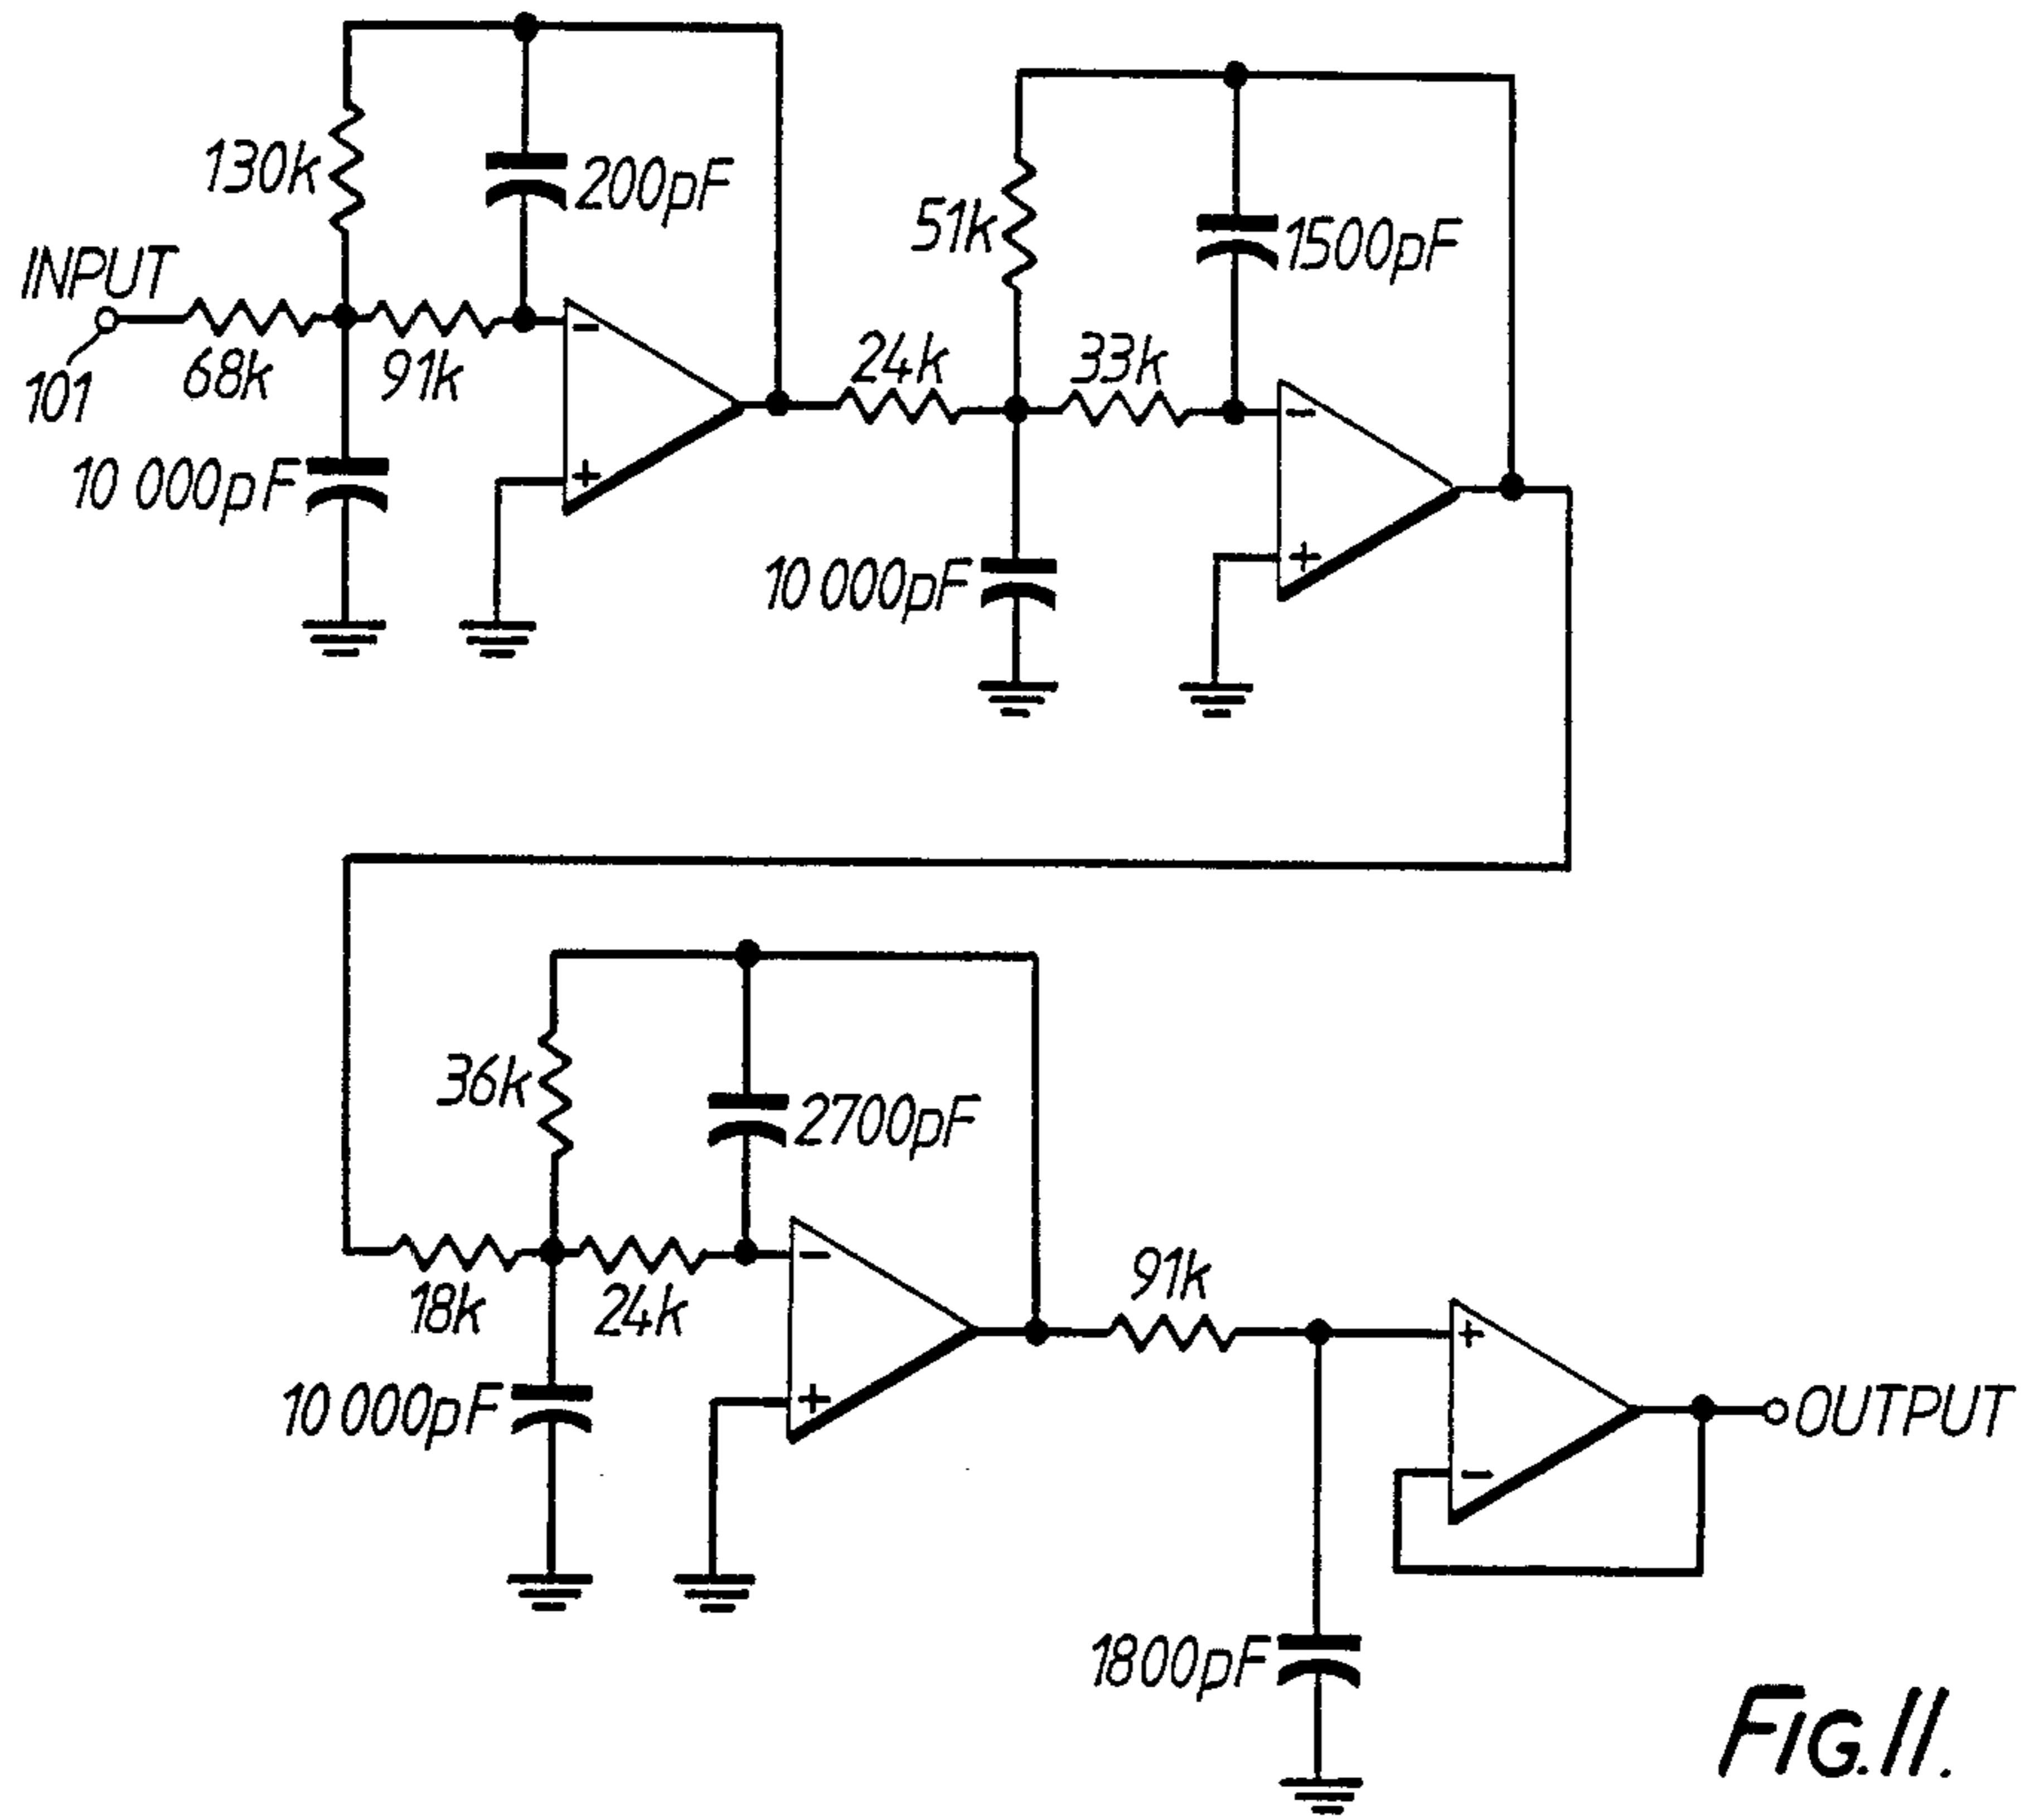 130k
200pF
INPUT
101
68k
91k
10 000pF
-
+
51k
1500pF
24k
33k
10 000pF
-
+
36k
2700pF
18k
24k
10 000pF
-
+
91k
1800pF
+
-
OUTPUT
FIG.11.